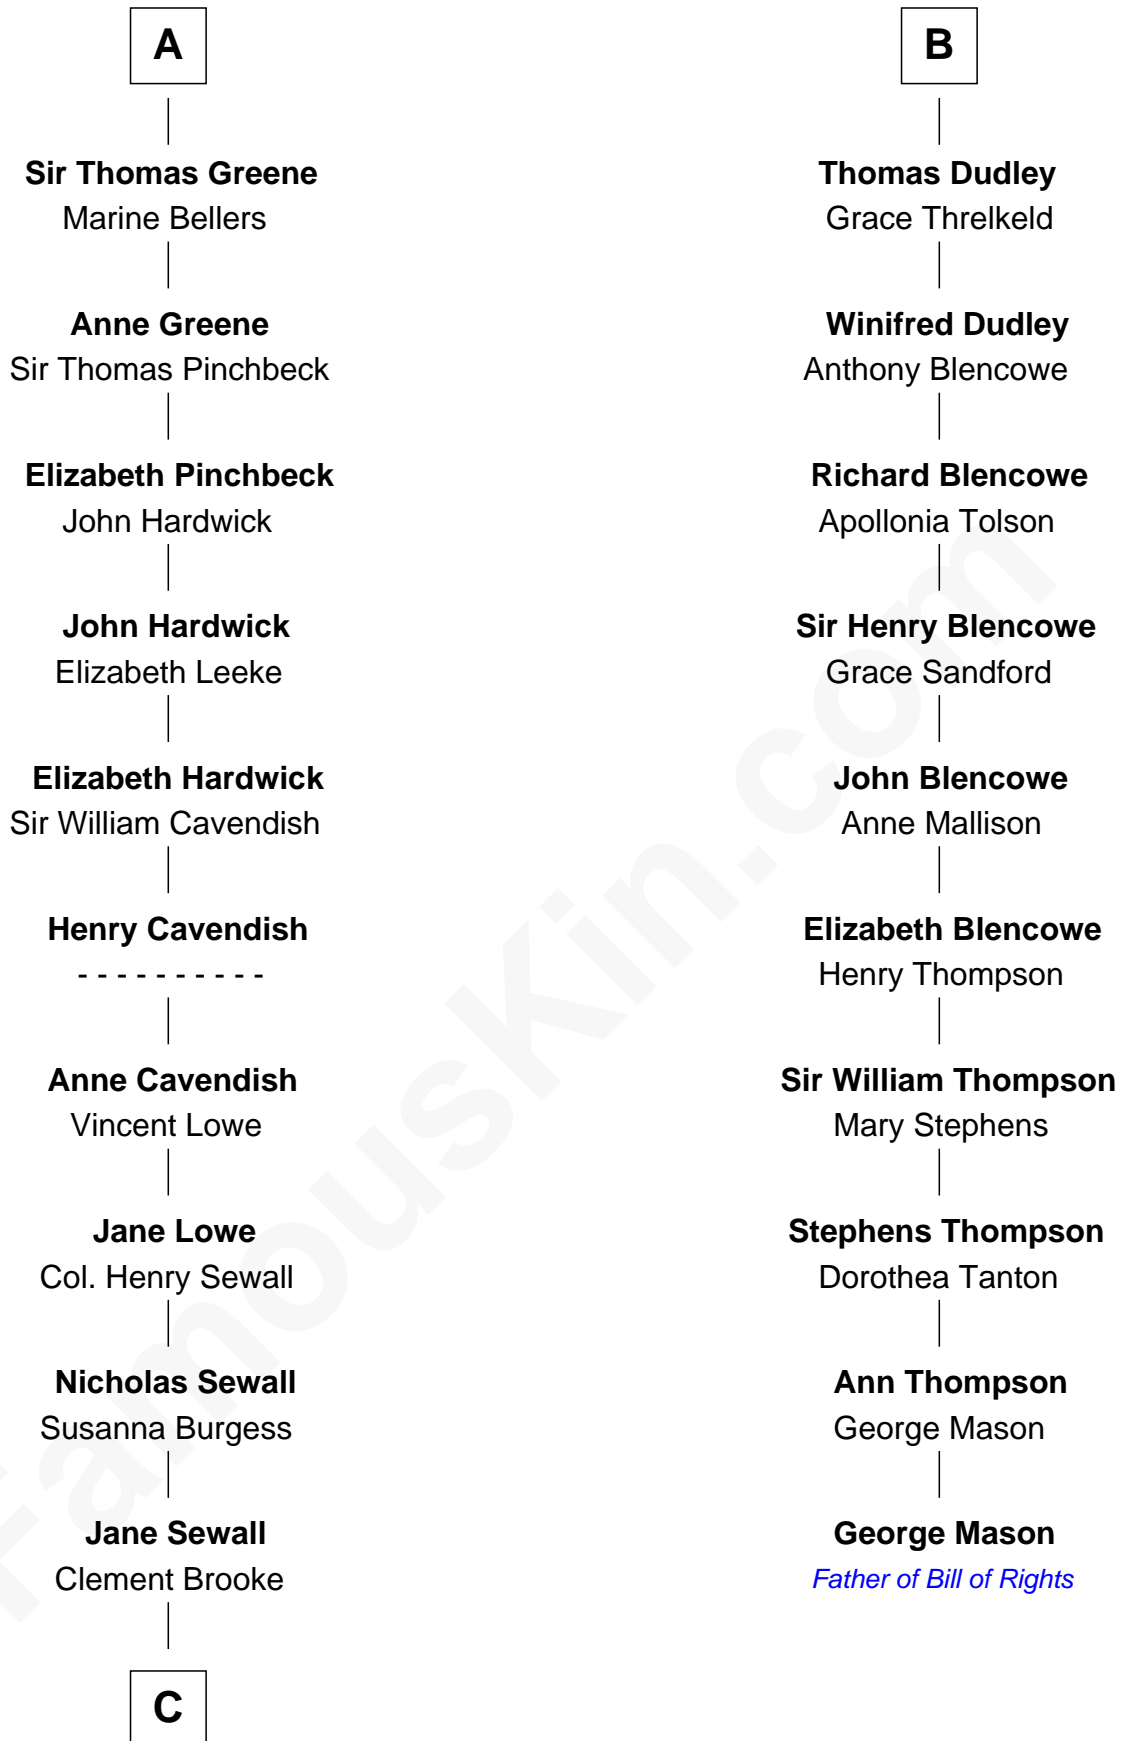 A
Sir Thomas Greene
Marine Bellers
Anne Greene
Sir Thomas Pinchbeck
Elizabeth Pinchbeck
John Hardwick
John Hardwick
Elizabeth Leeke
Elizabeth Hardwick
Sir William Cavendish
Henry Cavendish
- - - - - - - - - -
Anne Cavendish
Vincent Lowe
Jane Lowe
Col. Henry Sewall
Nicholas Sewall
Susanna Burgess
Jane Sewall
Clement Brooke
C
B
Thomas Dudley
Grace Threlkeld
Winifred Dudley
Anthony Blencowe
Richard Blencowe
Apollonia Tolson
Sir Henry Blencowe
Grace Sandford
John Blencowe
Anne Mallison
Elizabeth Blencowe
Henry Thompson
Sir William Thompson
Mary Stephens
Stephens Thompson
Dorothea Tanton
Ann Thompson
George Mason
George Mason
Father of Bill of Rights
FamousKin.com